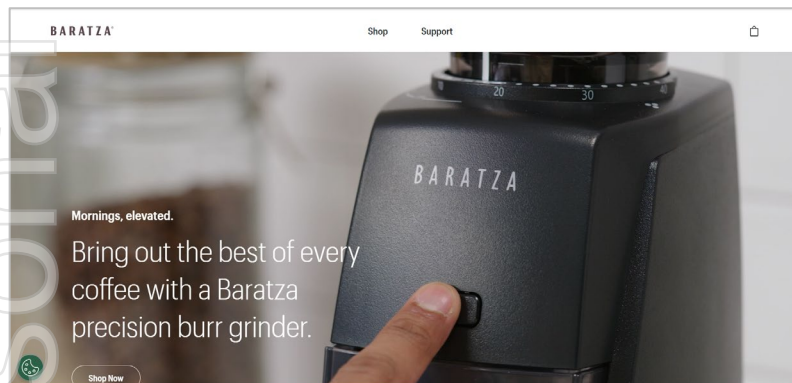 BARATZA
Shop
Support
20
30
40
BARATZA
Mornings, elevated.
Bring out the best of every
coffee with a Baratza
precision burr grinder.
Shop Now